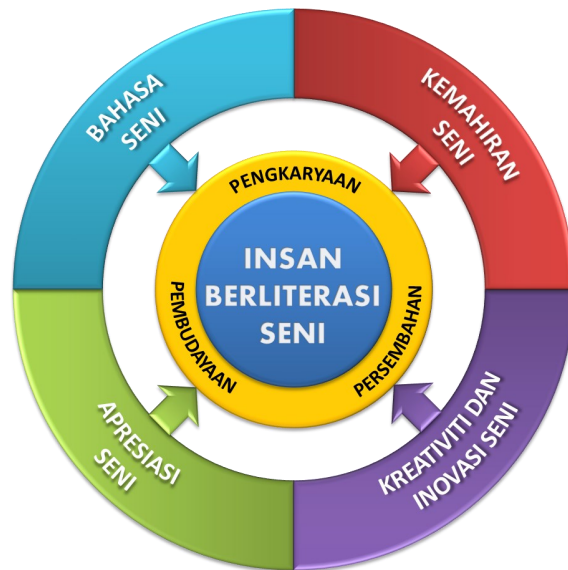 BAHASA
SENI
KEMAHIRAN
SENI
PENGKARYAAN
INSAN
BERLITERASI
SENI
PEMBUDAYAAN
PERSEMBAHAN
APRESIASI
SENI
KREATIVITI DAN
INOVASI SENI